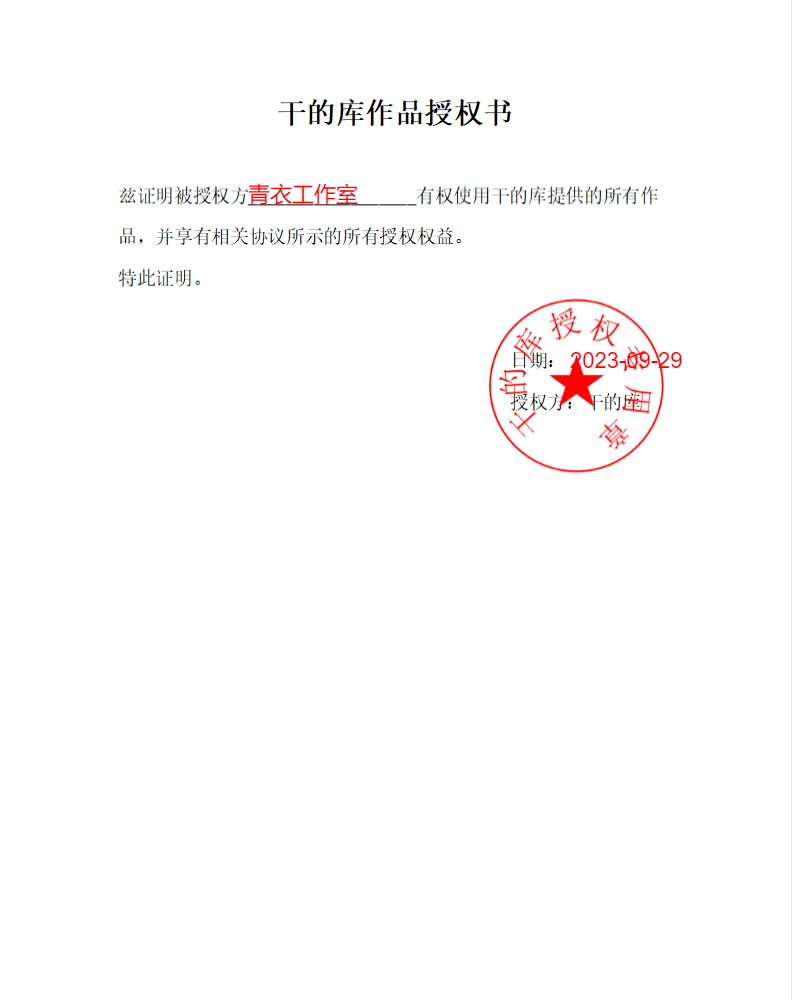 干的库作品授权书
兹证明被授权方青衣工作室______有权使用干的库提供的所有作
品，并享有相关协议所示的所有授权权益。
特此证明。
日期：2023-09-29
授权方：干的库
干的库授权专用章